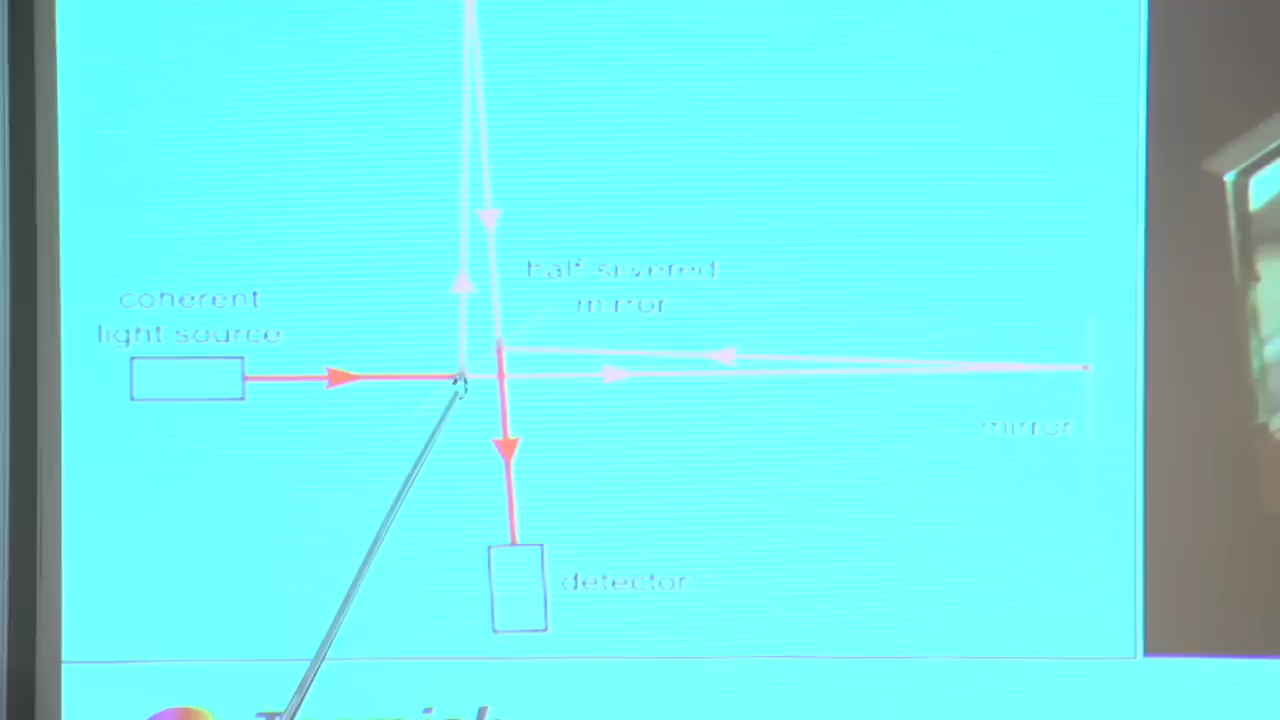 half silvered
mirror
coherent
light source
mirror
detector